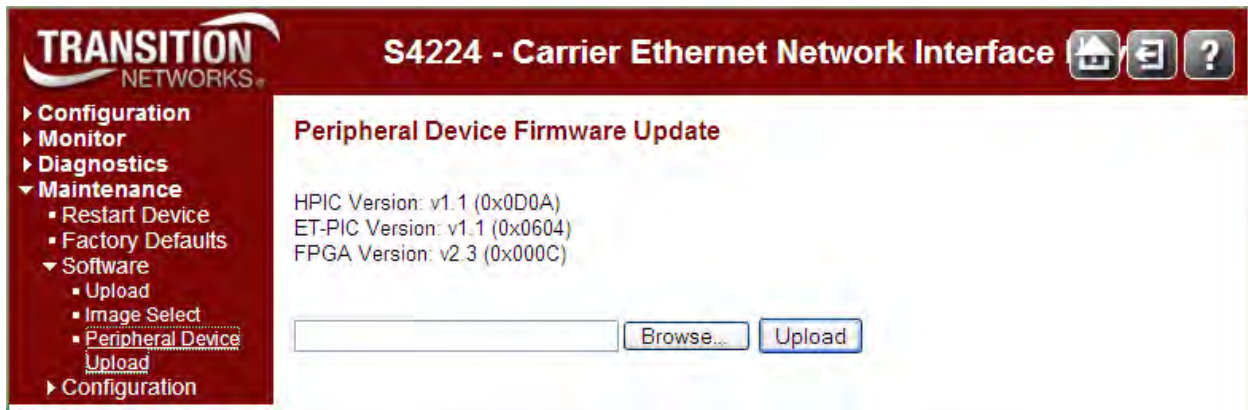 TRANSITION
NETWORKS®
S4224 - Carrier Ethernet Network Interface
?
Configuration
Monitor
Diagnostics
Maintenance
Restart Device
Factory Defaults
Software
Upload
Image Select
Peripheral Device
Upload
Configuration
Peripheral Device Firmware Update
HPIC Version: v1.1 (0x0D0A)
ET-PIC Version: v1.1 (0x0604)
FPGA Version: v2.3 (0x000C)
Browse...
Upload